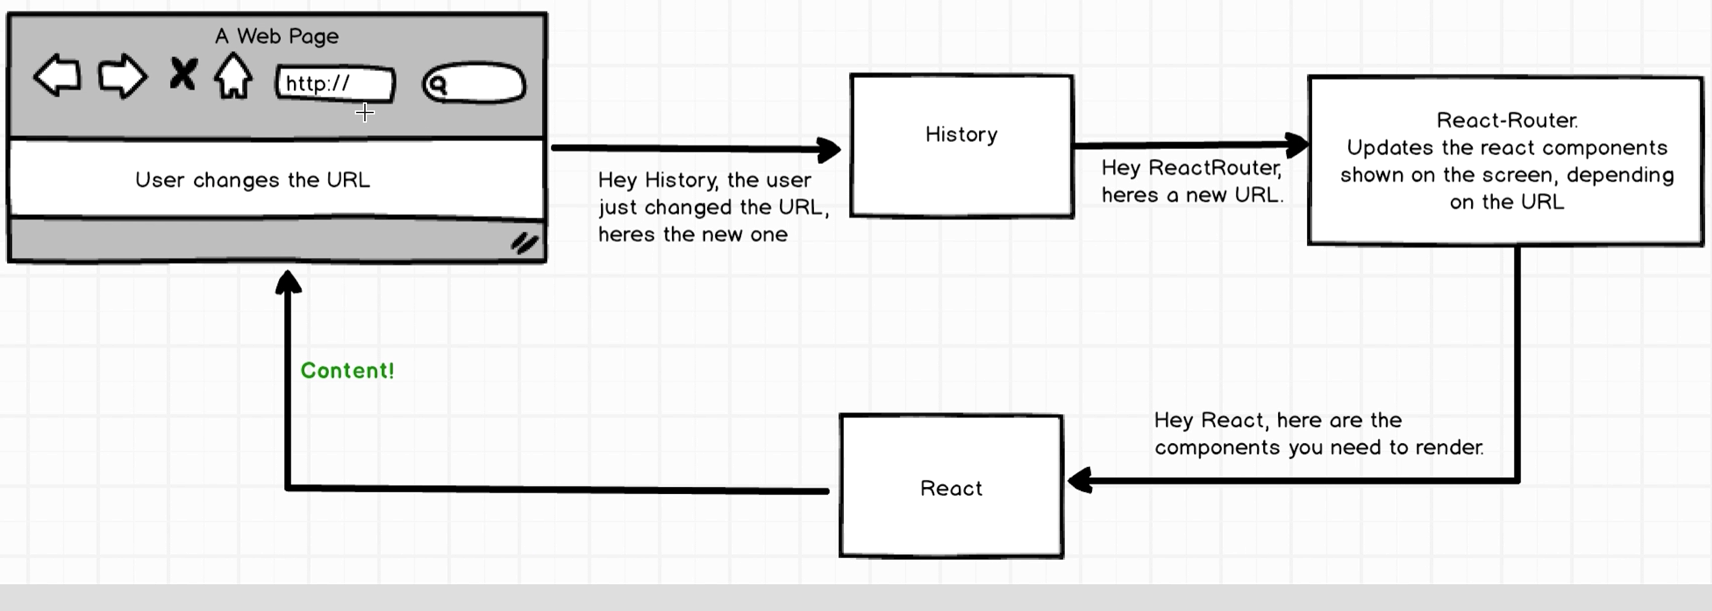 A Web Page
http://
User changes the URL
Hey History, the user
just changed the URL,
heres the new one
History
Hey ReactRouter,
heres a new URL.
React-Router.
Updates the react components
shown on the screen, depending
on the URL
Hey React, here are the
components you need to render.
React
Content!